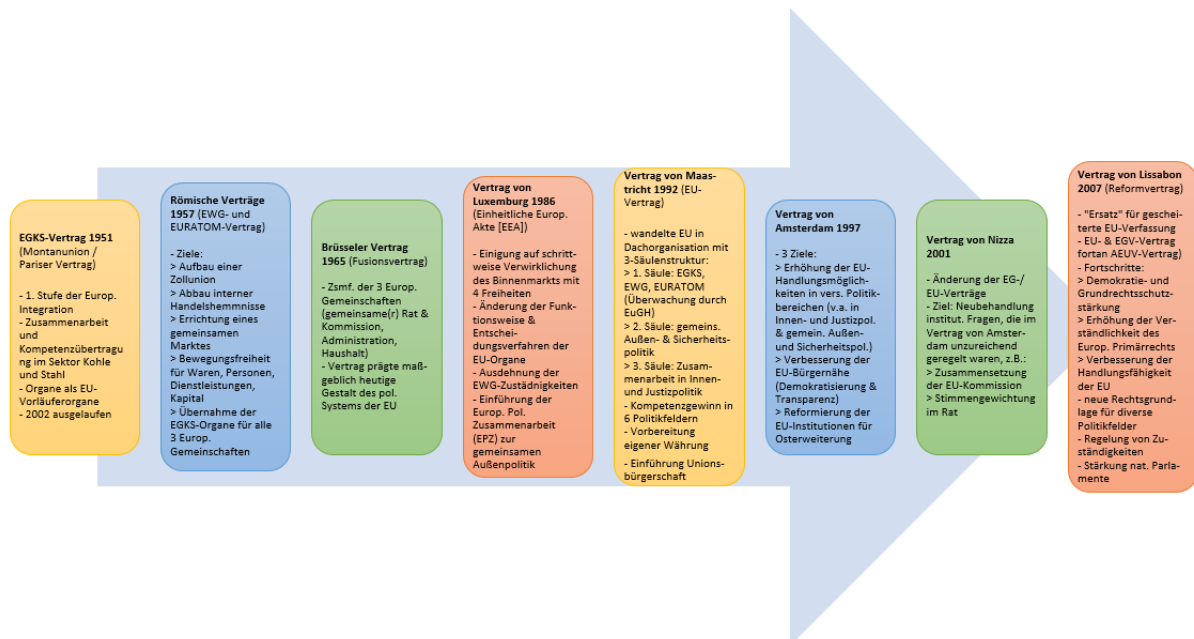 EGKS-Vertrag 1951
(Montanunion /
Pariser Vertrag)
- 1. Stufe der Europ.
Integration
- Zusammenarbeit
und
Kompetenzübertragu
ng im Sektor Kohle
und Stahl
- Organe als EU-
Vorläuferorgane
- 2002 ausgelaufen
Römische Verträge
1957 (EWG- und
EURATOM-Vertrag)
- Ziele:
> Aufbau einer
Zollunion
> Abbau interner
Handelshemmnisse
> Errichtung eines
gemeinsamen
Marktes
> Bewegungsfreiheit
für Waren, Personen,
Dienstleistungen,
Kapital
> Übernahme der
EGKS-Organe für alle
3 Europ.
Gemeinschaften
Brüsseler Vertrag
1965 (Fusionsvertrag)
- Zsmf. der 3 Europ.
Gemeinschaften
(gemeinsame(r) Rat &
Kommission,
Administration,
Haushalt)
- Vertrag prägte maß-
geblich heutige
Gestalt des pol.
Systems der EU
Vertrag von
Luxemburg 1986
(Einheitliche Europ.
Akte [EEA])
- Einigung auf schritt-
weise Verwirklichung
des Binnenmarkts mit
4 Freiheiten
- Änderung der Funk-
tionsweise &
Entschei-
dungsverfahren der
EU-Organe
- Ausdehnung der
EWG-Zustädnigkeiten
- Einführung der
Europ. Pol.
Zusammenarbeit
(EPZ) zur
gemeinsamen
Außenpolitik
Vertrag von Maas-
tricht 1992 (EU-
Vertrag)
- wandelte EU in
Dachorganisation mit
3-Säulenstruktur:
> 1. Säule: EGKS,
EWG, EURATOM
(Überwachung durch
EuGH)
> 2. Säule: gemeins.
Außen- & Sicherheits-
politik
> 3. Säule: Zusam-
menarbeit in Innen-
und Justizpolitik
- Kompetenzgewinn in
6 Politikfeldern
- Vorbereitung
eigener Währung
- Einführung Unions-
bürgerschaft
Vertrag von
Amsterdam 1997
- 3 Ziele:
> Erhöhung der EU-
Handlungsmöglich-
keiten in vers. Politik-
bereichen (v.a. in
Innen- und Justizpol.
& gemein. Außen-
und Sicherheitspol.)
> Verbesserung der
EU-Bürgernähe
(Demokratisierung &
Transparenz)
> Reformierung der
EU-Institutionen für
Osterweiterung
Vertrag von Nizza
2001
- Änderung der EG-/
EU-Verträge
- Ziel: Neubehandlung
institut. Fragen, die im
Vertrag von Amster-
dam unzureichend
geregelt waren, z.B.:
> Zusammensetzung
der EU-Kommission
> Stimmengewichtung
im Rat
Vertrag von Lissabon
2007 (Reformvertrag)
- "Ersatz" für geschei-
terte EU-Verfassung
- EU- & EGV-Vertrag
fortan AEUV-Vertrag)
- Fortschritte:
> Demokratie- und
Grundrechtsschutz-
stärkung
> Erhöhung der Ver-
ständlichkeit des
Europ. Primärrechts
> Verbesserung der
Handlungsfähigkeit
der EU
- neue Rechtsgrund-
lage für diverse
Politikfelder
- Regelung von Zu-
ständigkeiten
- Stärkung nat. Parla-
mente